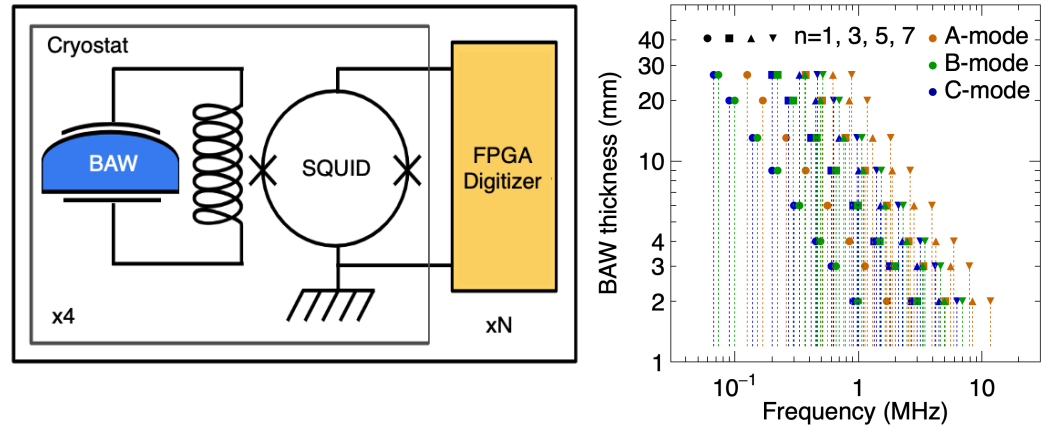 Cryostat
BAW
SQUID
FPGA
Digitizer
x4
xN
n=1, 3, 5, 7
A-mode
B-mode
C-mode
BAW thickness (mm)
40
30
20
10
4
3
2
1
10⁻¹
1
10
Frequency (MHz)